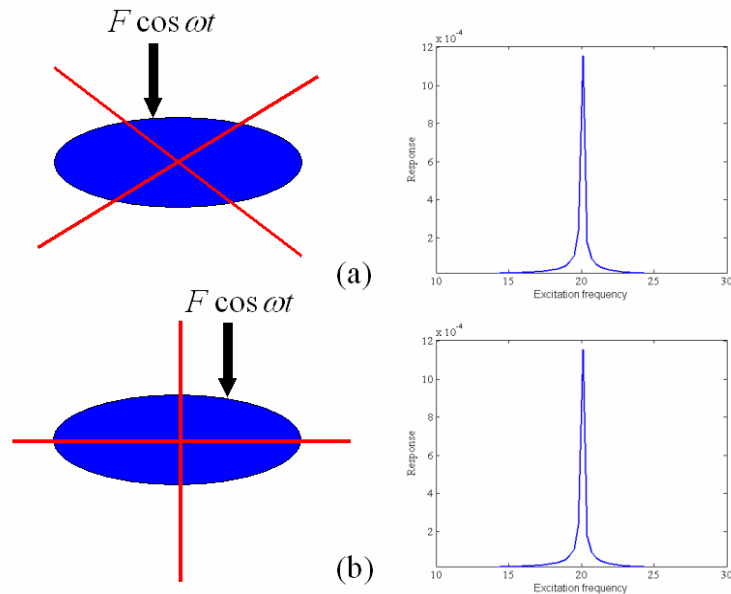 F cos ωt
(a)
x 10⁻⁴
12
10
8
6
4
2
10
15
20
25
30
Response
Excitation frequency
F cos ωt
(b)
x 10⁻⁴
12
10
8
6
4
2
10
15
20
25
30
Response
Excitation frequency